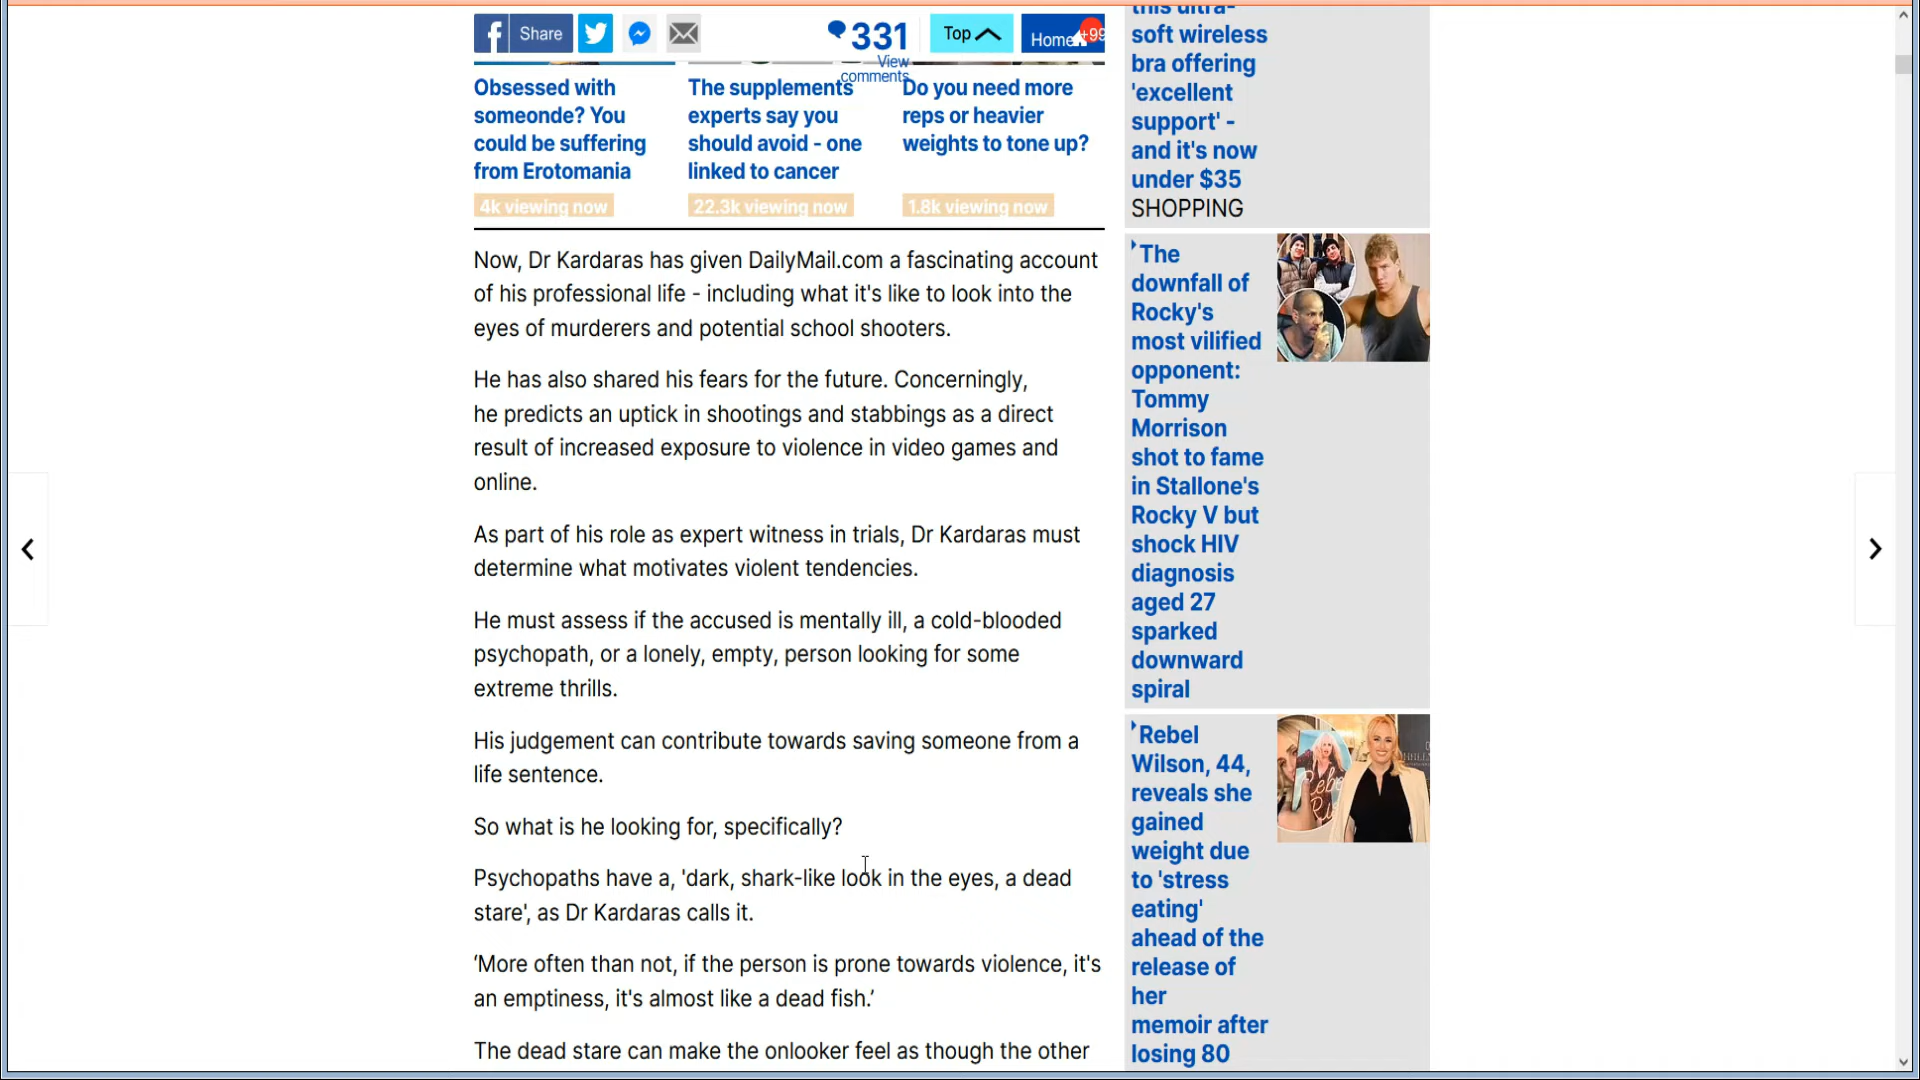 Share
331
View
comments
Top
Home
+99
Obsessed with
someonde? You
could be suffering
from Erotomania
4k viewing now
The supplements
experts say you
should avoid - one
linked to cancer
22.3k viewing now
Do you need more
reps or heavier
weights to tone up?
1.8k viewing now
Now, Dr Kardaras has given DailyMail.com a fascinating account
of his professional life - including what it's like to look into the
eyes of murderers and potential school shooters.
He has also shared his fears for the future. Concerningly,
he predicts an uptick in shootings and stabbings as a direct
result of increased exposure to violence in video games and
online.
As part of his role as expert witness in trials, Dr Kardaras must
determine what motivates violent tendencies.
He must assess if the accused is mentally ill, a cold-blooded
psychopath, or a lonely, empty, person looking for some
extreme thrills.
His judgement can contribute towards saving someone from a
life sentence.
So what is he looking for, specifically?
Psychopaths have a, 'dark, shark-like look in the eyes, a dead
stare', as Dr Kardaras calls it.
‘More often than not, if the person is prone towards violence, it's
an emptiness, it's almost like a dead fish.’
The dead stare can make the onlooker feel as though the other
this ultra-
soft wireless
bra offering
'excellent
support' -
and it's now
under $35
SHOPPING
The
downfall of
Rocky's
most vilified
opponent:
Tommy
Morrison
shot to fame
in Stallone's
Rocky V but
shock HIV
diagnosis
aged 27
sparked
downward
spiral
Rebel
Wilson, 44,
reveals she
gained
weight due
to 'stress
eating'
ahead of the
release of
her
memoir after
losing 80